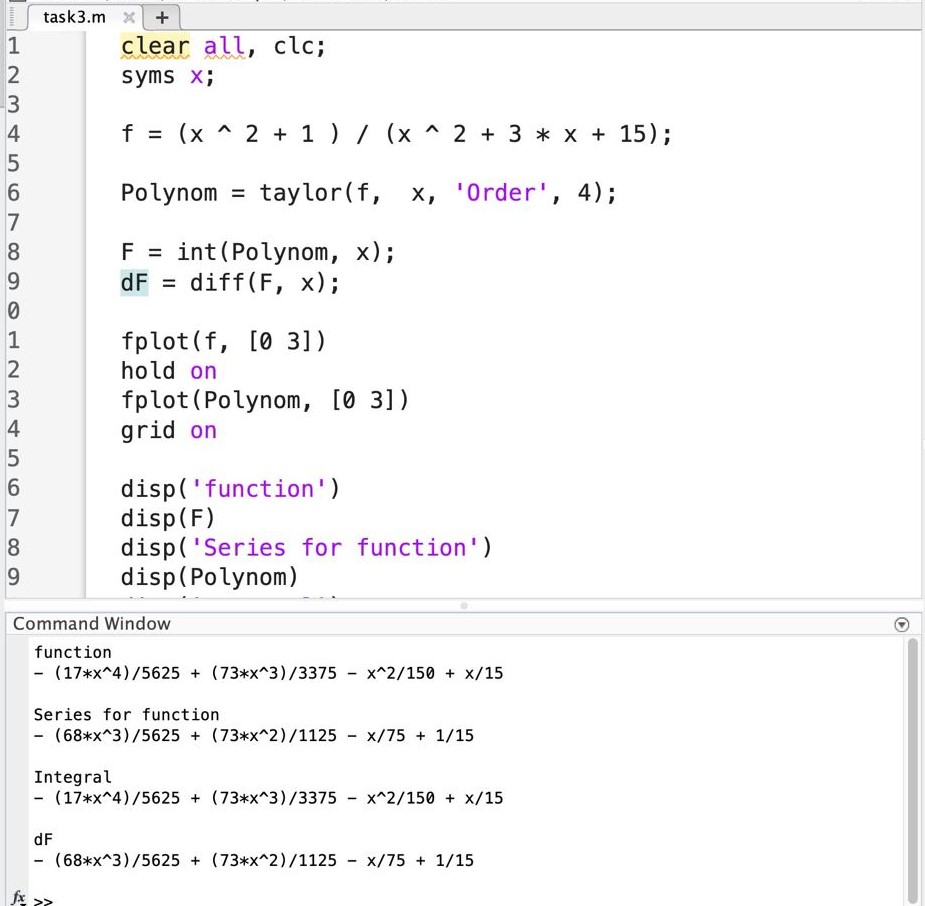 task3.m × +
1 clear all, clc;
2 syms x;
3
4 f = (x ^ 2 + 1 ) / (x ^ 2 + 3 * x + 15);
5
6 Polynom = taylor(f,  x, 'Order', 4);
7
8 F = int(Polynom, x);
9 dF = diff(F, x);
0
1 fplot(f, [0 3])
2 hold on
3 fplot(Polynom, [0 3])
4 grid on
5
6 disp('function')
7 disp(F)
8 disp('Series for function')
9 disp(Polynom)
Command Window
function
- (17*x^4)/5625 + (73*x^3)/3375 - x^2/150 + x/15
Series for function
- (68*x^3)/5625 + (73*x^2)/1125 - x/75 + 1/15
Integral
- (17*x^4)/5625 + (73*x^3)/3375 - x^2/150 + x/15
dF
- (68*x^3)/5625 + (73*x^2)/1125 - x/75 + 1/15
fx >>